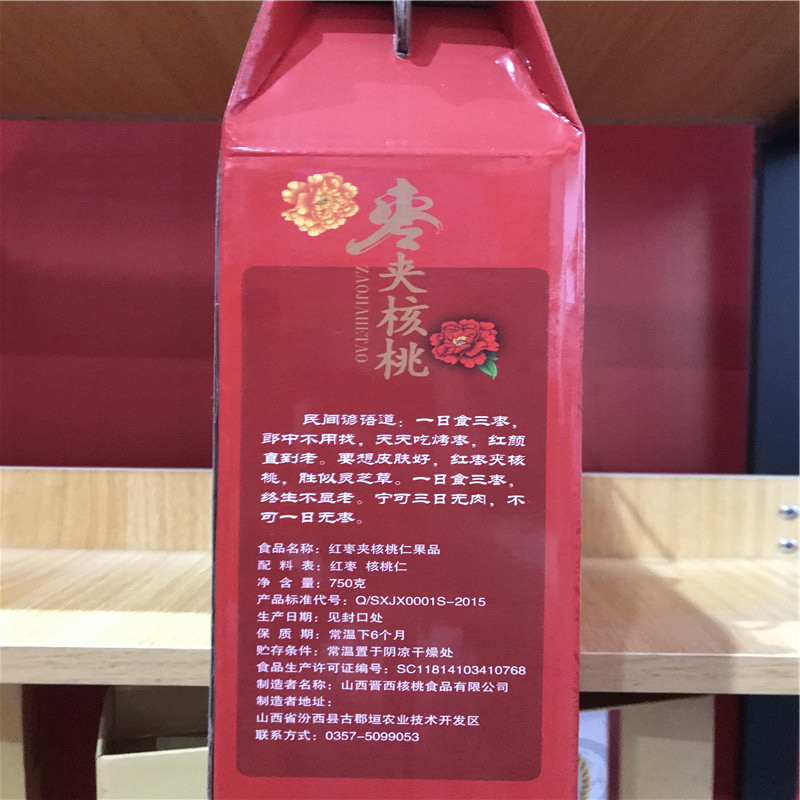 枣夹核桃
ZAOJIAHETAO
民间谚语道：一日食三枣，
郎中不用找，天天吃烤枣，红颜
直到老。要想皮肤好，红枣夹核
桃，胜似灵芝草。一日食三枣，
终生不显老。宁可三日无肉，不
可一日无枣。
食品名称：红枣夹核桃仁果品
配 料 表：红枣 核桃仁
净 含 量：750克
产品标准代号：Q/SXJX0001S-2015
生产日期：见封口处
保 质 期：常温下6个月
贮存条件：常温置于阴凉干燥处
食品生产许可证编号：SC11814103410768
制造者名称：山西晋西核桃食品有限公司
制造者地址：
山西省汾西县古郡垣农业技术开发区
联系方式：0357-5099053